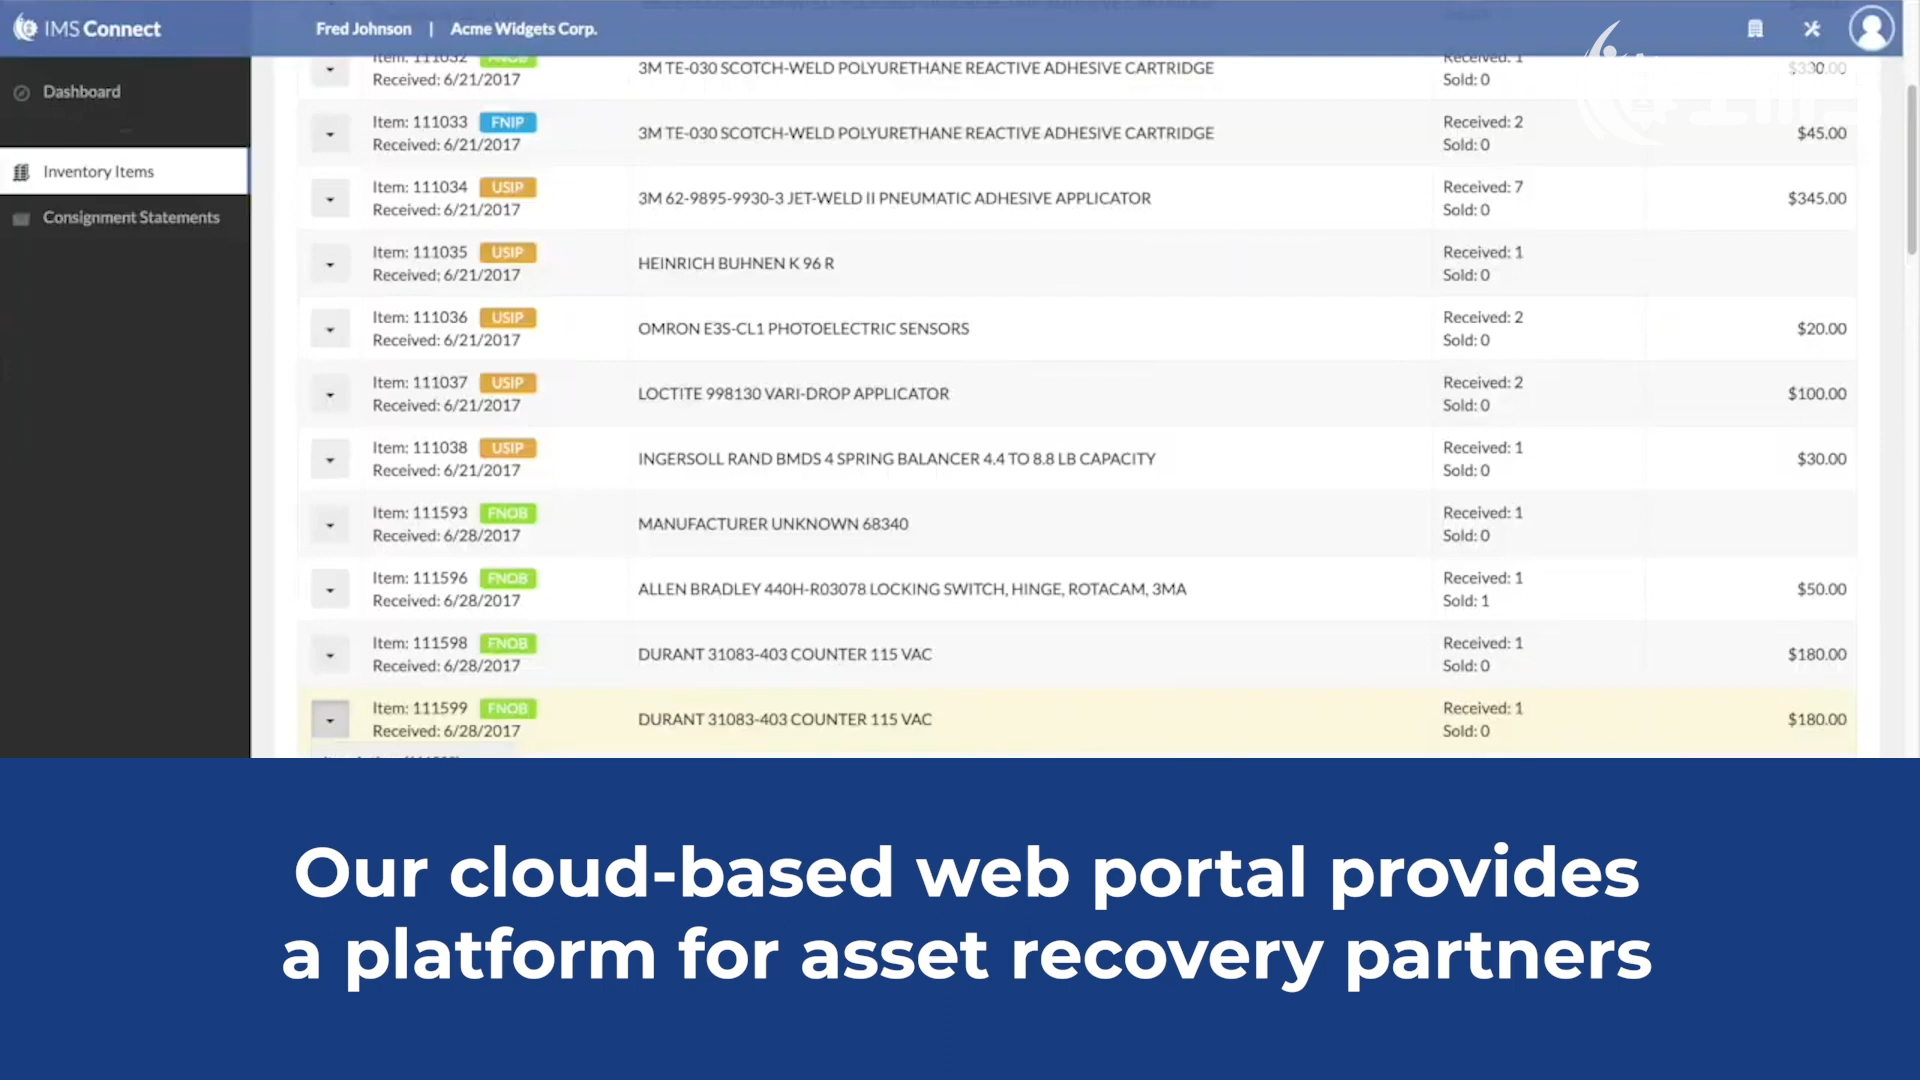 IMS Connect
Fred Johnson | Acme Widgets Corp.
Dashboard
Inventory Items
Consignment Statements
Item: 111032 FNOB
Received: 6/21/2017
3M TE-030 SCOTCH-WELD POLYURETHANE REACTIVE ADHESIVE CARTRIDGE
Received: 1
Sold: 0
$330.00
Item: 111033 FNIP
Received: 6/21/2017
3M TE-030 SCOTCH-WELD POLYURETHANE REACTIVE ADHESIVE CARTRIDGE
Received: 2
Sold: 0
$45.00
Item: 111034 USIP
Received: 6/21/2017
3M 62-9895-9930-3 JET-WELD II PNEUMATIC ADHESIVE APPLICATOR
Received: 7
Sold: 0
$345.00
Item: 111035 USIP
Received: 6/21/2017
HEINRICH BUHNEN K 96 R
Received: 1
Sold: 0
Item: 111036 USIP
Received: 6/21/2017
OMRON E3S-CL1 PHOTOELECTRIC SENSORS
Received: 2
Sold: 0
$20.00
Item: 111037 USIP
Received: 6/21/2017
LOCTITE 998130 VARI-DROP APPLICATOR
Received: 2
Sold: 0
$100.00
Item: 111038 USIP
Received: 6/21/2017
INGERSOLL RAND BMDS 4 SPRING BALANCER 4.4 TO 8.8 LB CAPACITY
Received: 1
Sold: 0
$30.00
Item: 111593 FNOB
Received: 6/28/2017
MANUFACTURER UNKNOWN 68340
Received: 1
Sold: 0
Item: 111596 FNOB
Received: 6/28/2017
ALLEN BRADLEY 440H-R03078 LOCKING SWITCH, HINGE, ROTACAM, 3MA
Received: 1
Sold: 1
$50.00
Item: 111598 FNOB
Received: 6/28/2017
DURANT 31083-403 COUNTER 115 VAC
Received: 1
Sold: 0
$180.00
Item: 111599 FNOB
Received: 6/28/2017
DURANT 31083-403 COUNTER 115 VAC
Received: 1
Sold: 0
$180.00
Our cloud-based web portal provides
a platform for asset recovery partners